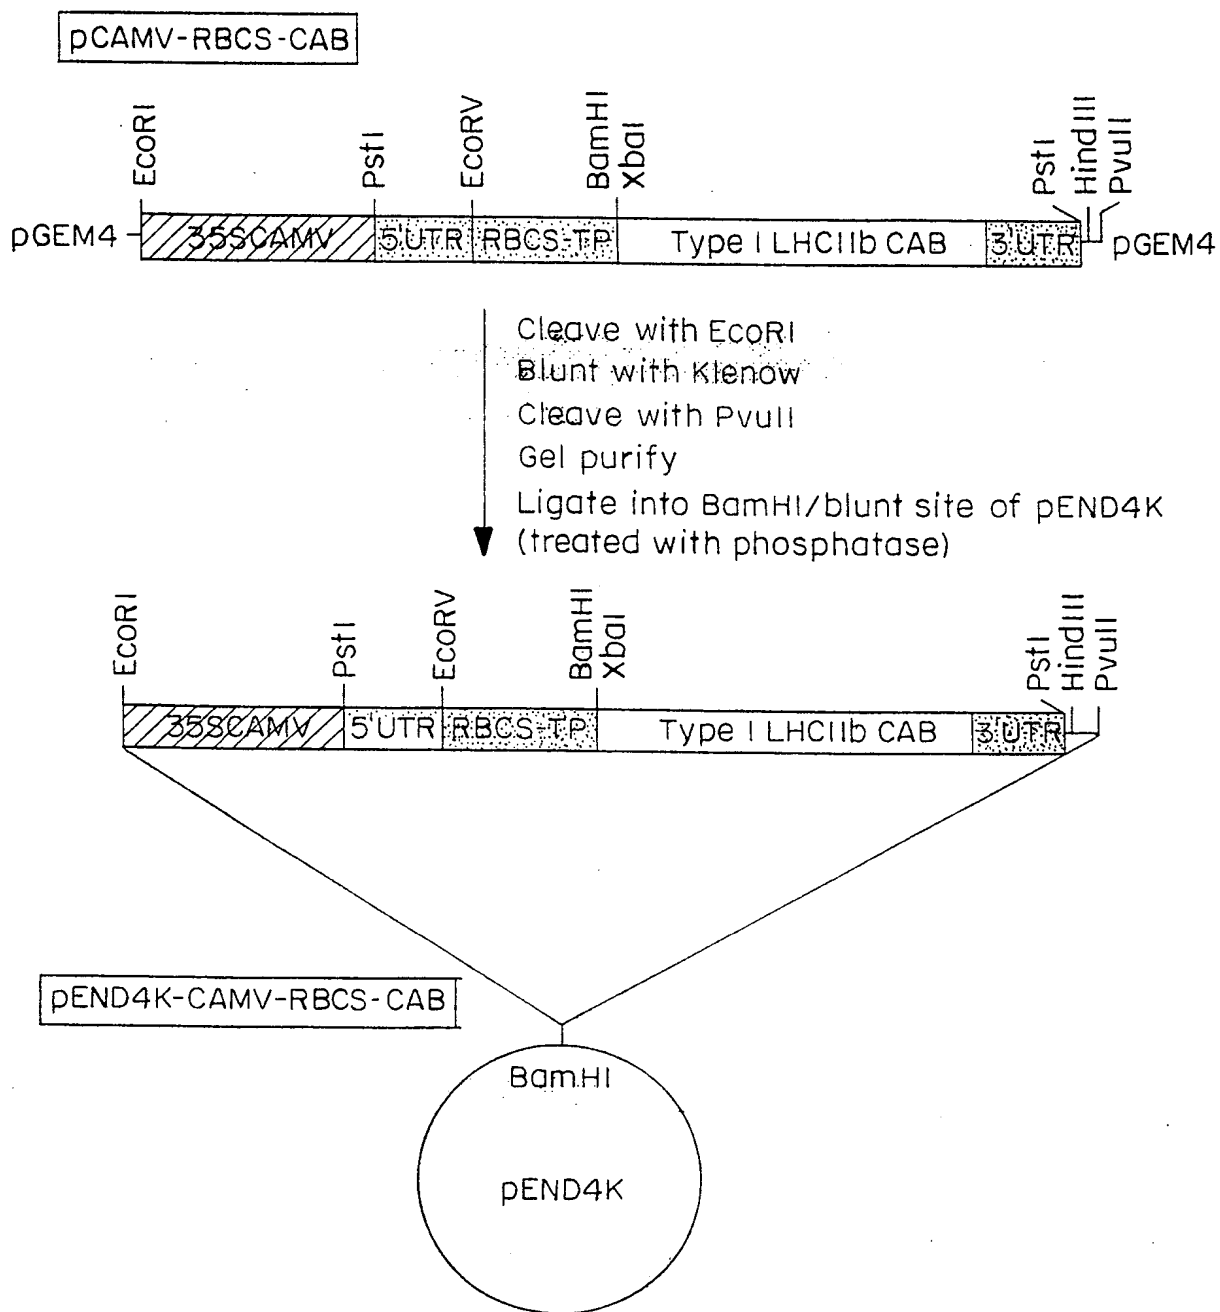 pCAMV-RBCS-CAB
EcoRI
PstI
EcoRV
BamHI
XbaI
PstI
HindIII
PvuII
pGEM4
35SCAMV
5'UTR
RBCS-TP
Type I LHCIIb CAB
3'UTR
pGEM4
Cleave with EcoRI
Blunt with Klenow
Cleave with PvuII
Gel purify
Ligate into BamHI/blunt site of pEND4K
(treated with phosphatase)
EcoRI
PstI
EcoRV
BamHI
XbaI
PstI
HindIII
PvuII
35SCAMV
5'UTR
RBCS-TP
Type I LHCIIb CAB
3'UTR
pEND4K-CAMV-RBCS-CAB
BamHI
pEND4K